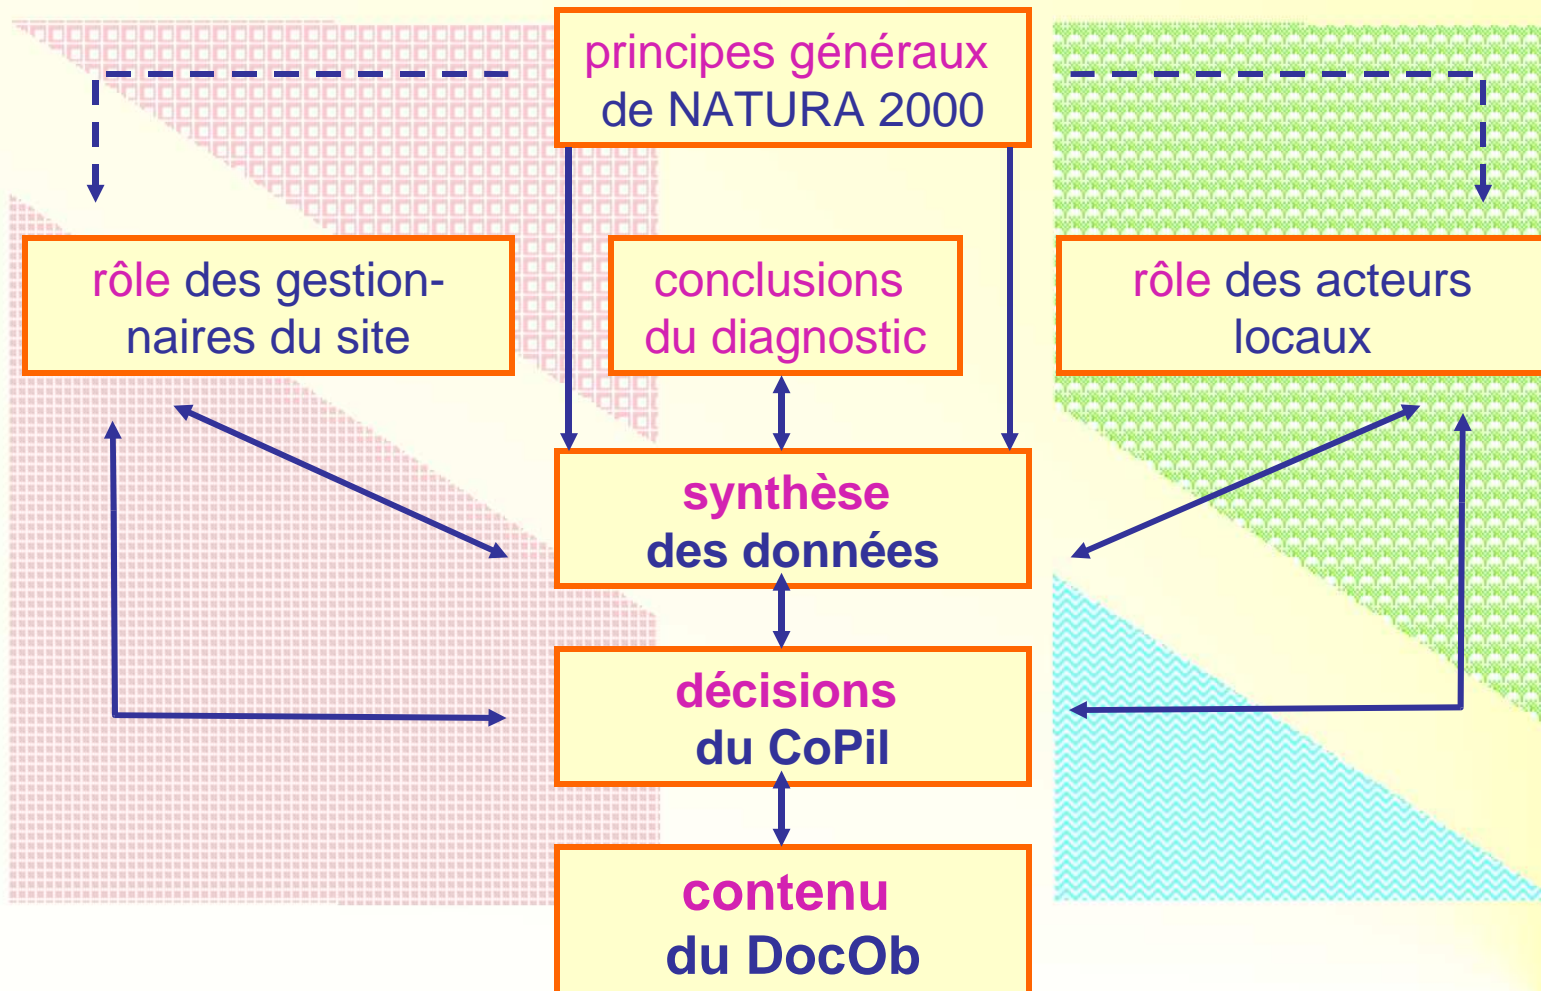 principes généraux
de NATURA 2000
rôle des gestion-
naires du site
conclusions
du diagnostic
rôle des acteurs
locaux
synthèse
des données
décisions
du CoPil
contenu
du DocOb